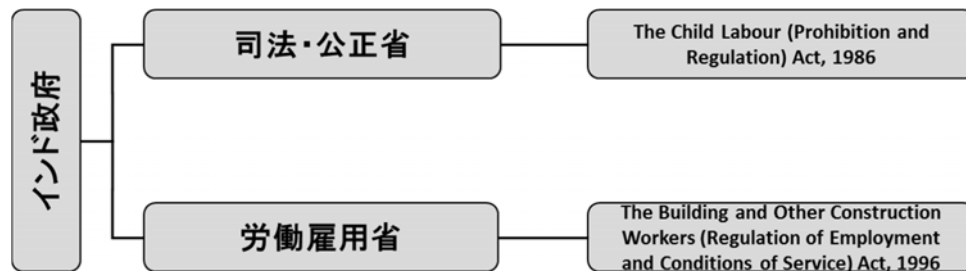 インド政府
司法・公正省
The Child Labour (Prohibition and
Regulation) Act, 1986
労働雇用省
The Building and Other Construction
Workers (Regulation of Employment
and Conditions of Service) Act, 1996